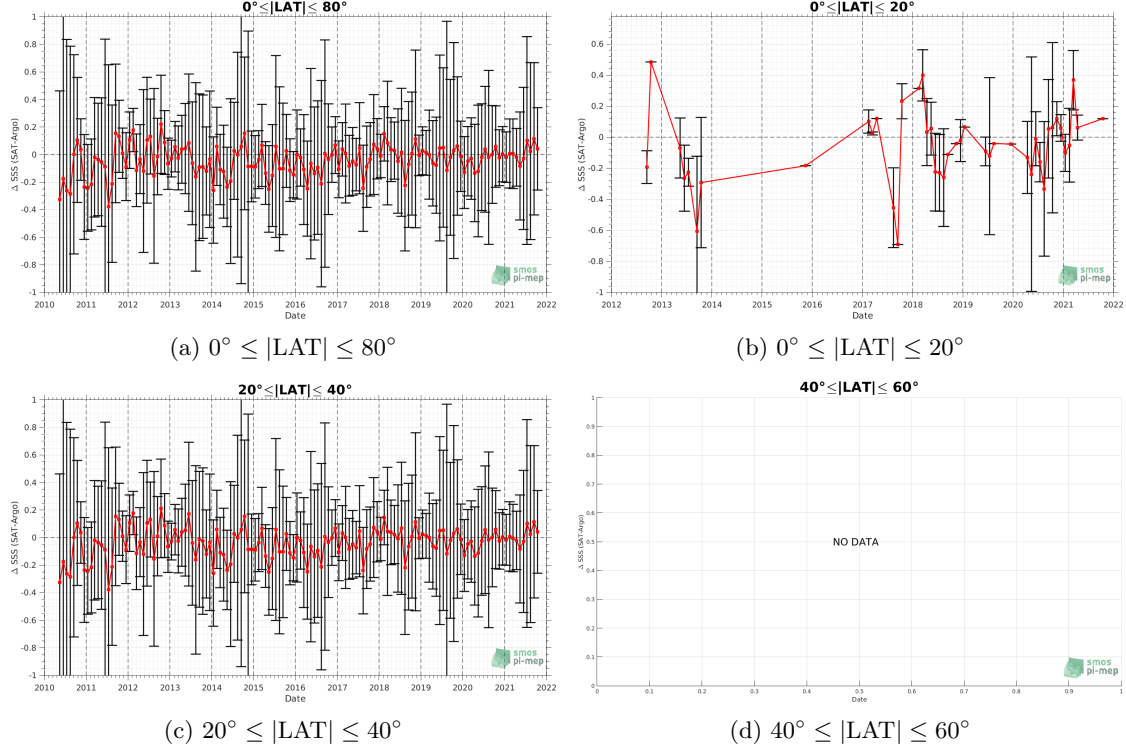 0°≤|LAT|≤ 80°
Δ SSS (SAT-Argo)
1
0.8
0.6
0.4
0.2
0
-0.2
-0.4
-0.6
-0.8
-1
2010 2011 2012 2013 2014 2015 2016 2017 2018 2019 2020 2021 2022
Date
smos
pi-mep
(a) 0° ≤ |LAT| ≤ 80°
0°≤|LAT|≤ 20°
Δ SSS (SAT-Argo)
0.6
0.4
0.2
0
-0.2
-0.4
-0.6
-0.8
-1
2012 2013 2014 2015 2016 2017 2018 2019 2020 2021 2022
Date
smos
pi-mep
(b) 0° ≤ |LAT| ≤ 20°
20°≤|LAT|≤ 40°
Δ SSS (SAT-Argo)
1
0.8
0.6
0.4
0.2
0
-0.2
-0.4
-0.6
-0.8
-1
2010 2011 2012 2013 2014 2015 2016 2017 2018 2019 2020 2021 2022
Date
smos
pi-mep
(c) 20° ≤ |LAT| ≤ 40°
40°≤|LAT|≤ 60°
Δ SSS (SAT-Argo)
1
0.9
0.8
0.7
0.6
0.5
0.4
0.3
0.2
0.1
0
NO DATA
0 0.1 0.2 0.3 0.4 0.5 0.6 0.7 0.8 0.9 1
Date
smos
pi-mep
(d) 40° ≤ |LAT| ≤ 60°